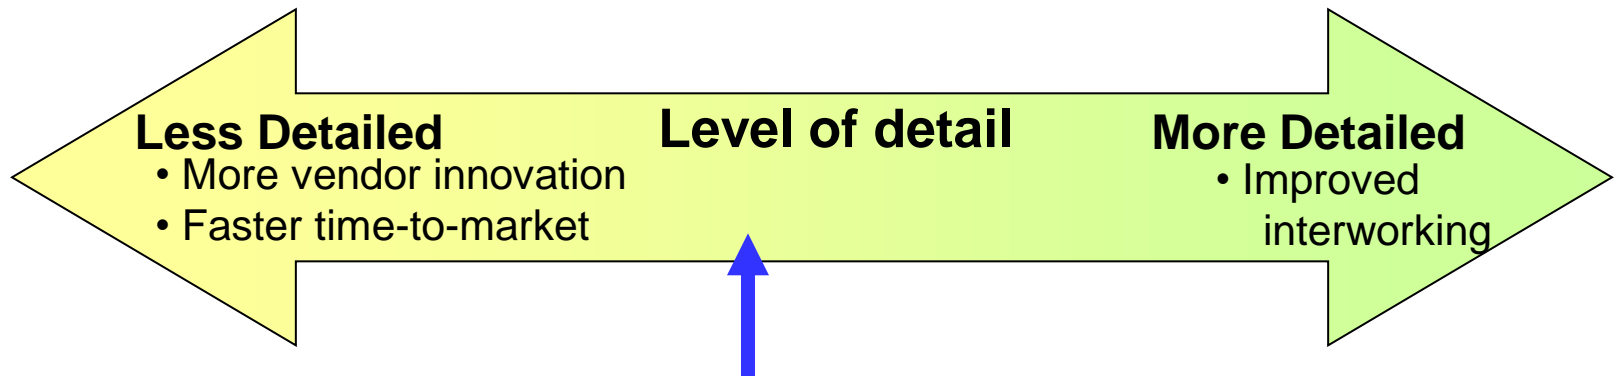 Less Detailed
• More vendor innovation
• Faster time-to-market
Level of detail
More Detailed
• Improved
interworking